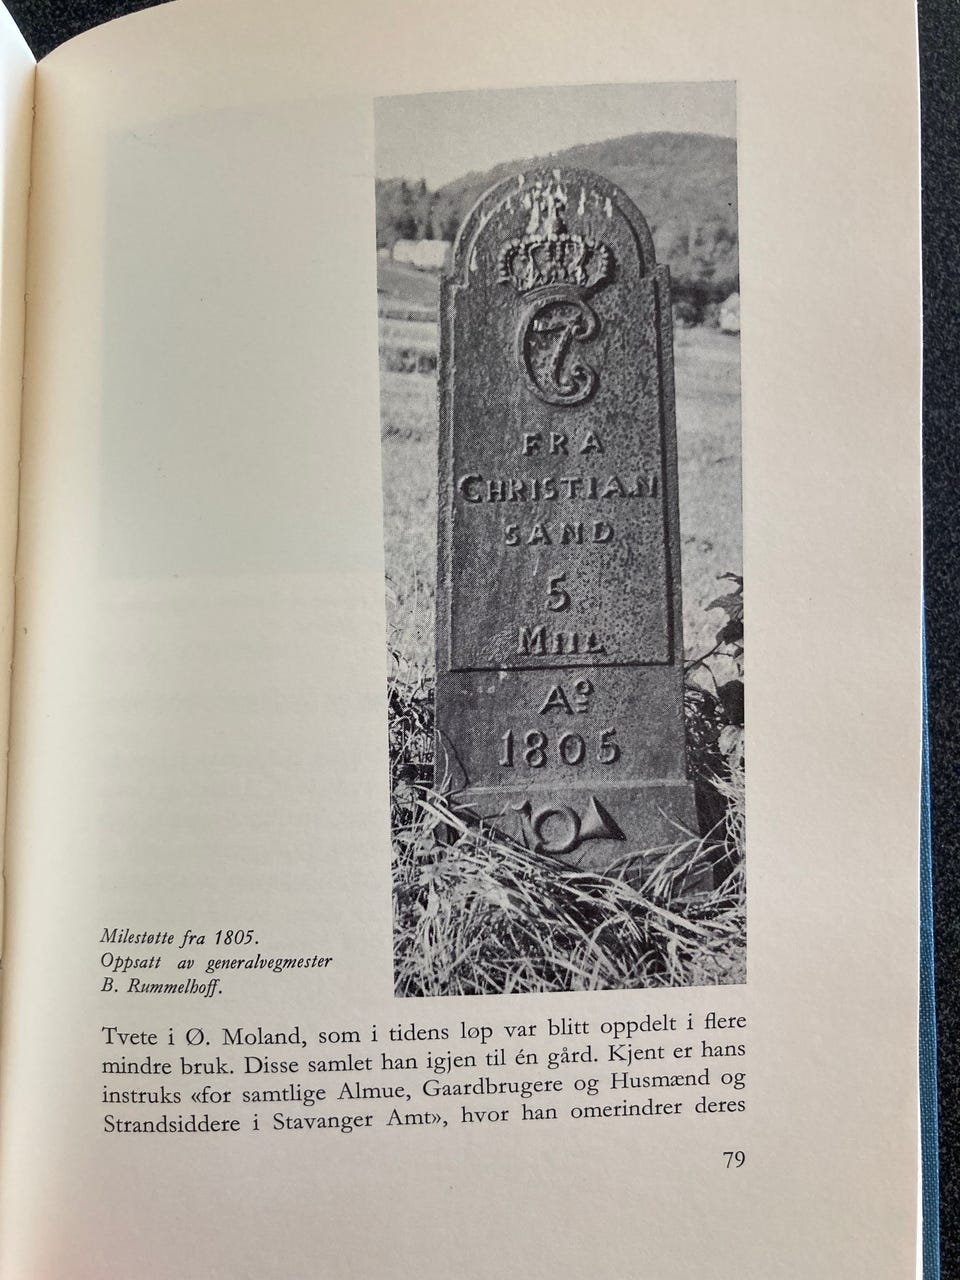 C7
FRA
CHRISTIAN
SAND
5
MIIL
Aº
1805
Milestøtte fra 1805.
Oppsatt av generalvegmester
B. Rummelhoff.
Tvete i Ø. Moland, som i tidens løp var blitt oppdelt i flere
mindre bruk. Disse samlet han igjen til én gård. Kjent er hans
instruks «for samtlige Almue, Gaardbrugere og Husmænd og
Strandsiddere i Stavanger Amt», hvor han omerindrer deres
79